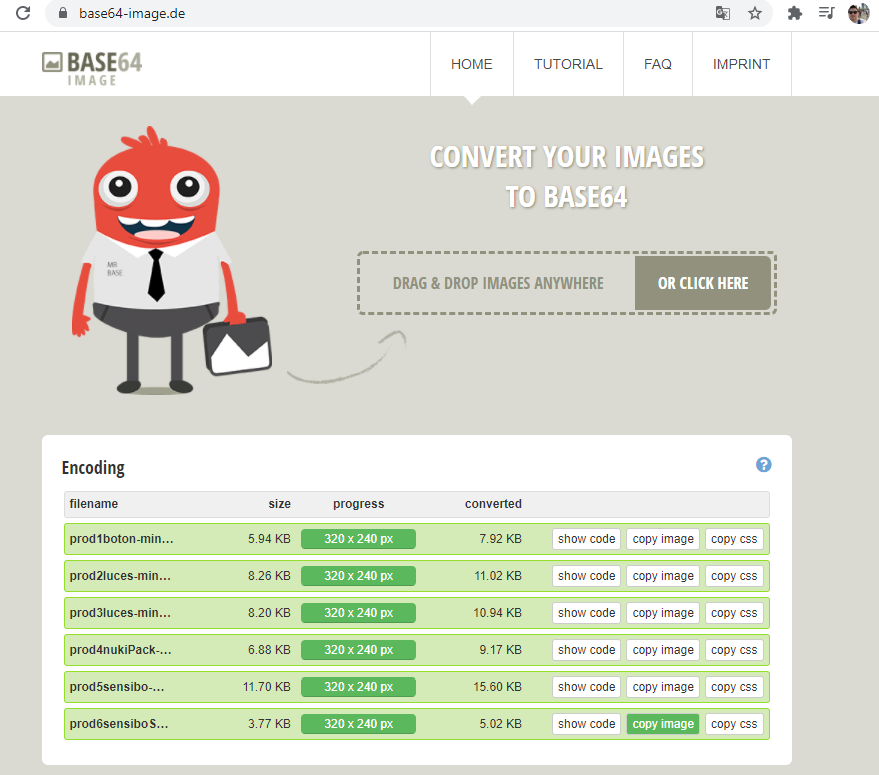 base64-image.de
BASE64
IMAGE
HOME
TUTORIAL
FAQ
IMPRINT
CONVERT YOUR IMAGES
TO BASE64
MR
BASE
DRAG & DROP IMAGES ANYWHERE
OR CLICK HERE
Encoding
?
filename size progress converted
prod1boton-min... 5.94 KB 320 x 240 px 7.92 KB show code copy image copy css
prod2luces-min... 8.26 KB 320 x 240 px 11.02 KB show code copy image copy css
prod3luces-min... 8.20 KB 320 x 240 px 10.94 KB show code copy image copy css
prod4nukiPack-... 6.88 KB 320 x 240 px 9.17 KB show code copy image copy css
prod5sensibo-... 11.70 KB 320 x 240 px 15.60 KB show code copy image copy css
prod6sensiboS... 3.77 KB 320 x 240 px 5.02 KB show code copy image copy css